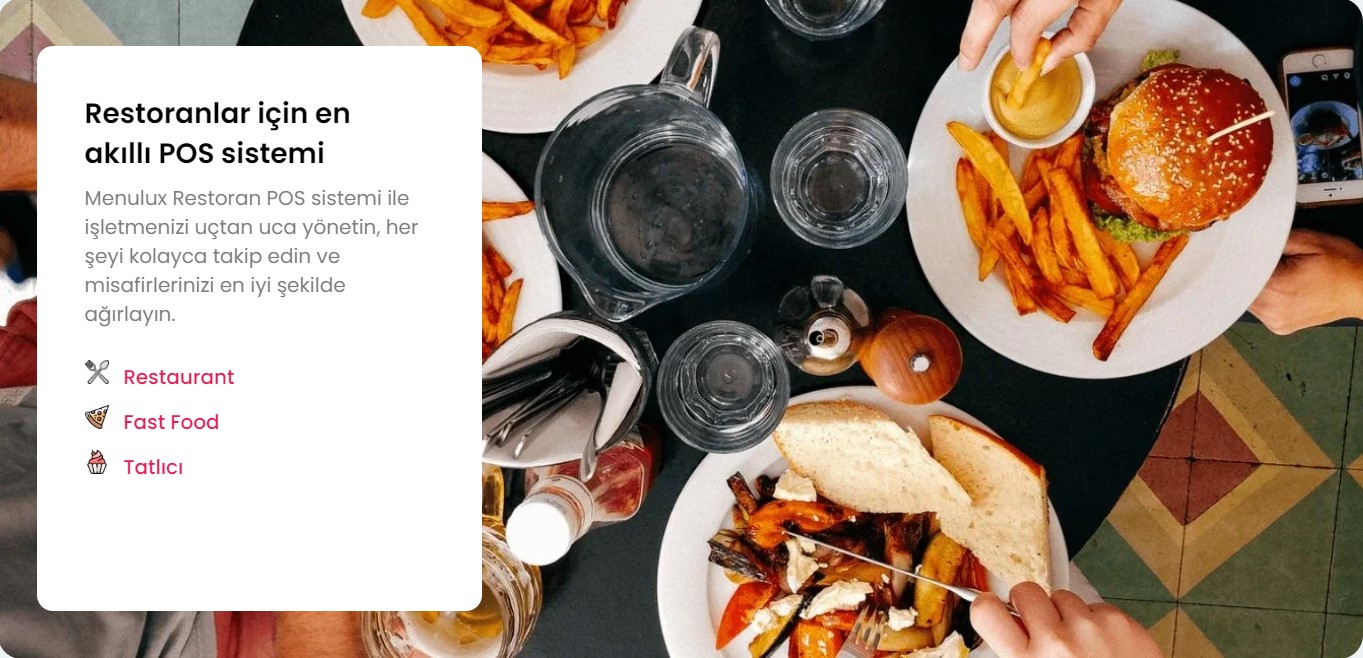 Restoranlar için en
akıllı POS sistemi
Menulux Restoran POS sistemi ile
işletmenizi uçtan uca yönetin, her
şeyi kolayca takip edin ve
misafirlerinizi en iyi şekilde
ağırlayın.
Restaurant
Fast Food
Tatlıcı